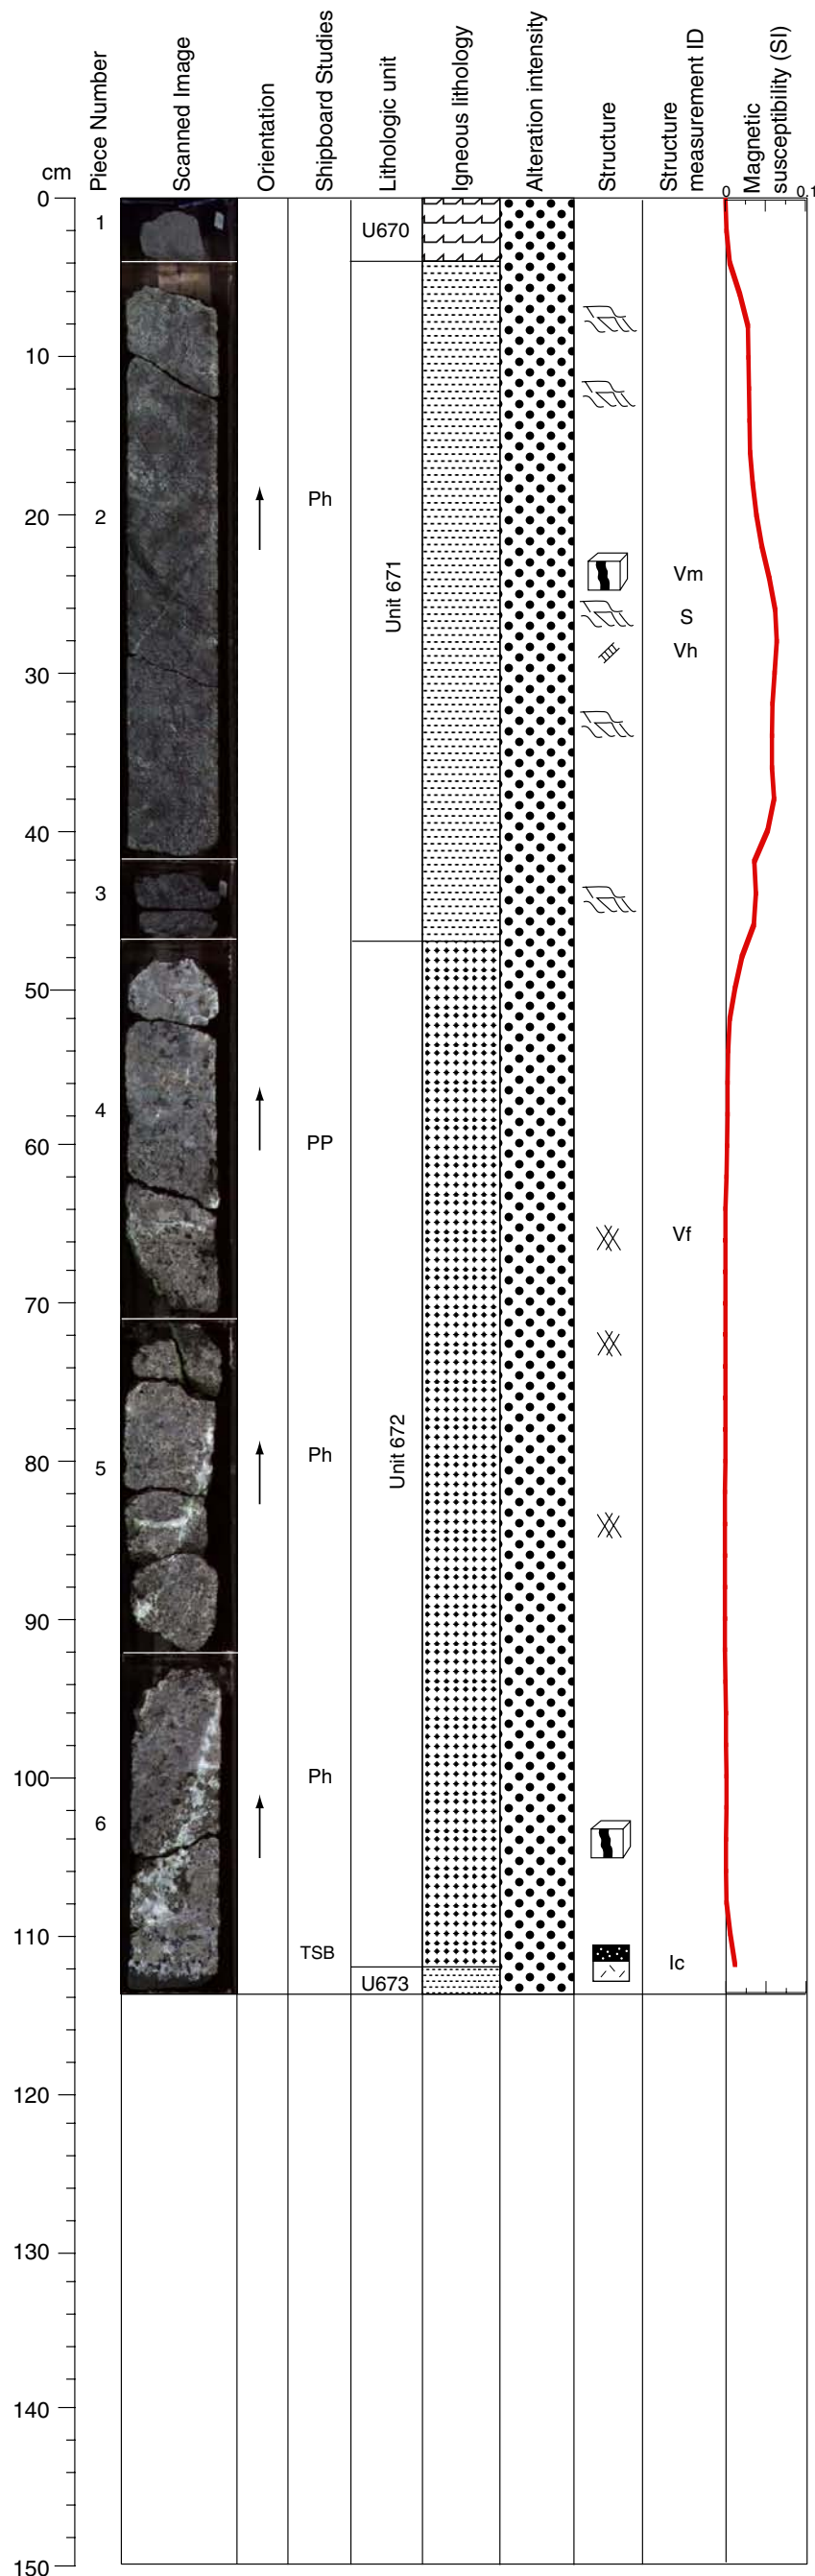 cm
Piece Number
Scanned Image
Orientation
Shipboard Studies
Lithologic unit
Igneous lithology
Alteration intensity
Structure
Structure
measurement ID
Magnetic
susceptibility (SI)
0 0.1
0
10
20
30
40
50
60
70
80
90
100
110
120
130
140
150
1
2
3
4
5
6
Ph
PP
Ph
Ph
TSB
U670
Unit 671
Unit 672
U673
Vm
S
Vh
Vf
Ic